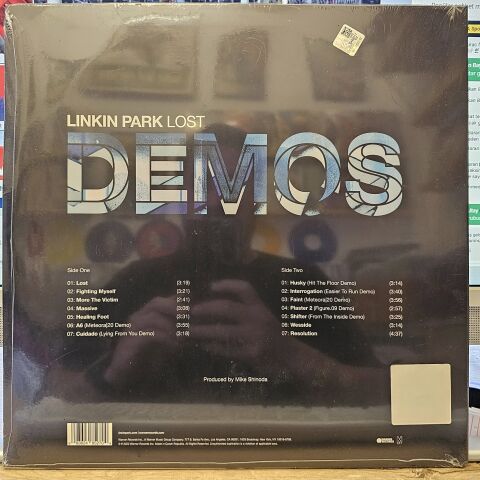 LINKIN PARK LOST
DEMOS
Side One
01: Lost (3:19)
02: Fighting Myself (3:21)
03: More The Victim (2:41)
04: Massive (3:08)
05: Healing Foot (3:31)
06: A6 (Meteora|20 Demo) (3:55)
07: Cuidado (Lying From You Demo) (3:18)
Side Two
01: Husky (Hit The Floor Demo) (3:14)
02: Interrogation (Easier To Run Demo) (3:40)
03: Faint (Meteora|20 Demo) (3:56)
04: Plaster 2 (Figure.09 Demo) (2:57)
05: Shifter (From The Inside Demo) (3:25)
06: Wesside (3:14)
07: Resolution (4:37)
Produced by Mike Shinoda